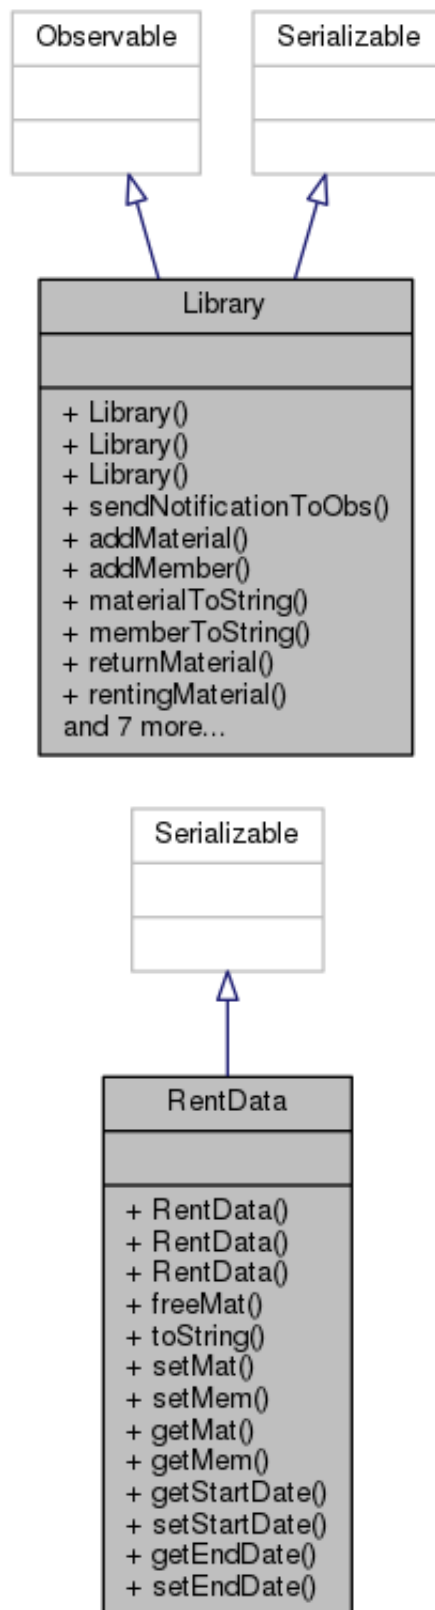 Observable
Serializable
Library
+ Library()
+ Library()
+ Library()
+ sendNotificationToObs()
+ addMaterial()
+ addMember()
+ materialToString()
+ memberToString()
+ returnMaterial()
+ rentingMaterial()
and 7 more...
Serializable
RentData
+ RentData()
+ RentData()
+ RentData()
+ freeMat()
+ toString()
+ setMat()
+ setMem()
+ getMat()
+ getMem()
+ getStartDate()
+ setStartDate()
+ getEndDate()
+ setEndDate()